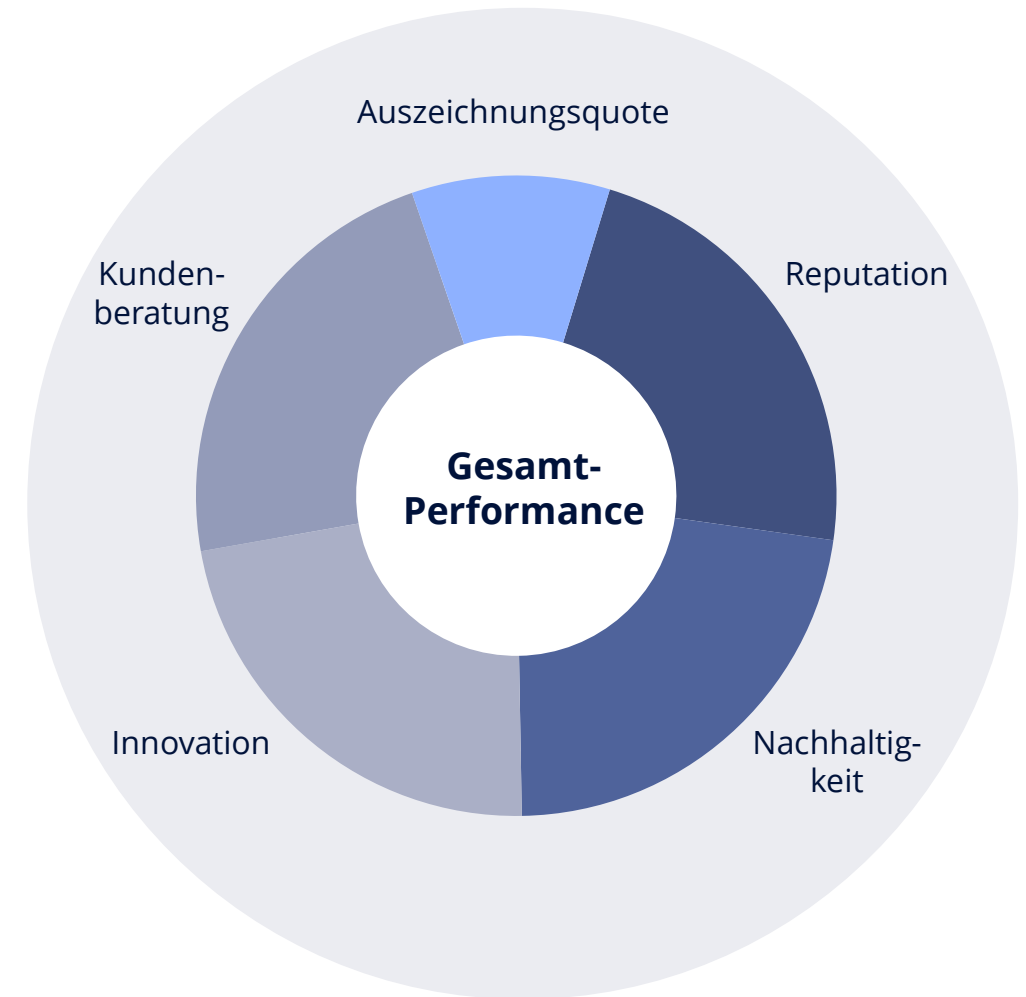 Auszeichnungsquote
Kunden-
beratung
Reputation
Gesamt-
Performance
Innovation
Nachhaltig-
keit